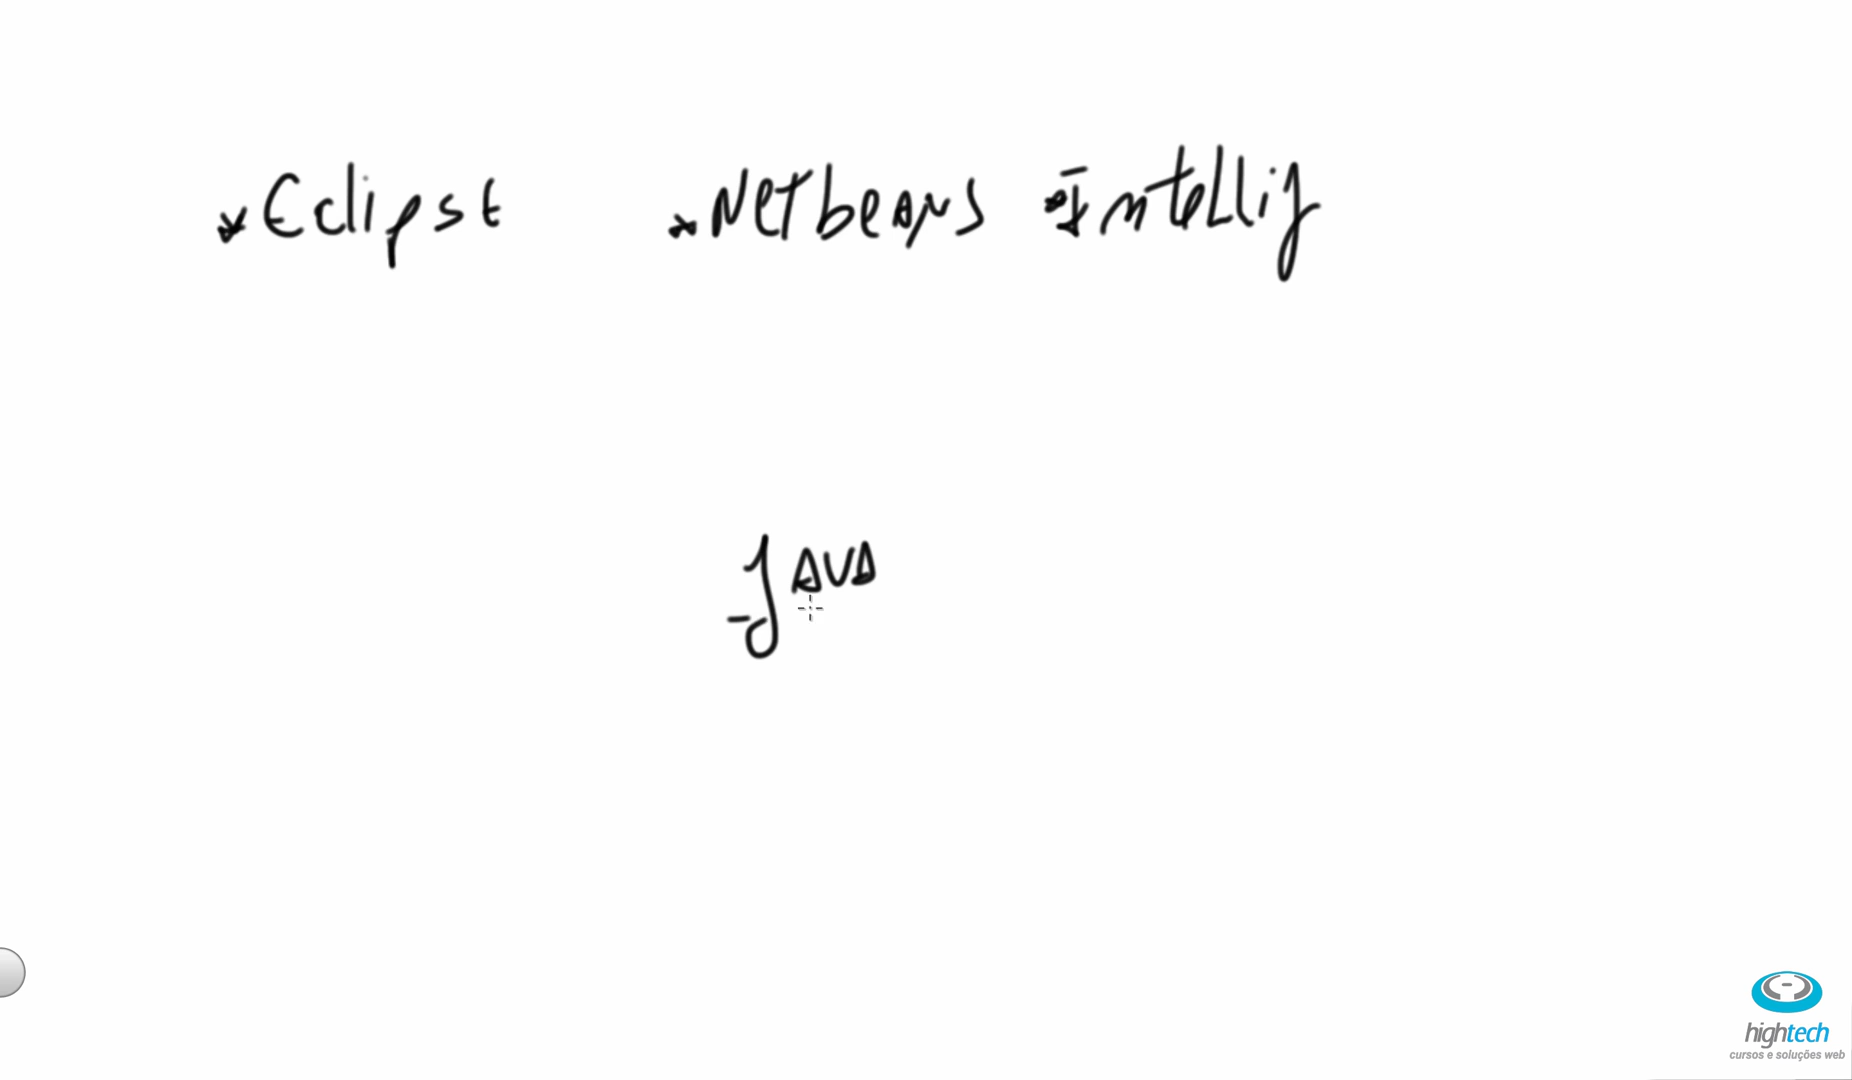 * Eclipse * Netbeans * Intellij
- Java
hightech
cursos e soluções web